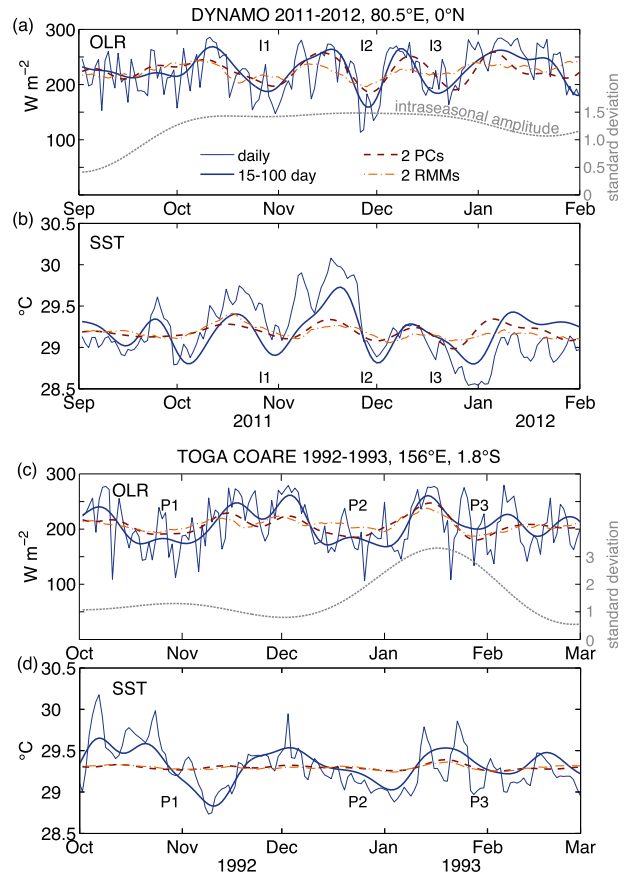 DYNAMO 2011-2012, 80.5°E, 0°N
(a)
300
OLR
I1
I2
I3
200
W m⁻²
100
intraseasonal amplitude
1.5
1
0.5
0
standard deviation
daily
15-100 day
2 PCs
2 RMMs
Sep
Oct
Nov
Dec
Jan
Feb
(b)
30.5
SST
30
°C
29.5
29
28.5
I1
I2
I3
Sep
Oct
Nov
Dec
Jan
Feb
2011
2012
TOGA COARE 1992-1993, 156°E, 1.8°S
(c)
300
OLR
P1
P2
P3
200
W m⁻²
100
3
2
1
0
standard deviation
Oct
Nov
Dec
Jan
Feb
Mar
(d)
30.5
SST
30
°C
29.5
29
28.5
P1
P2
P3
Oct
Nov
Dec
Jan
Feb
Mar
1992
1993